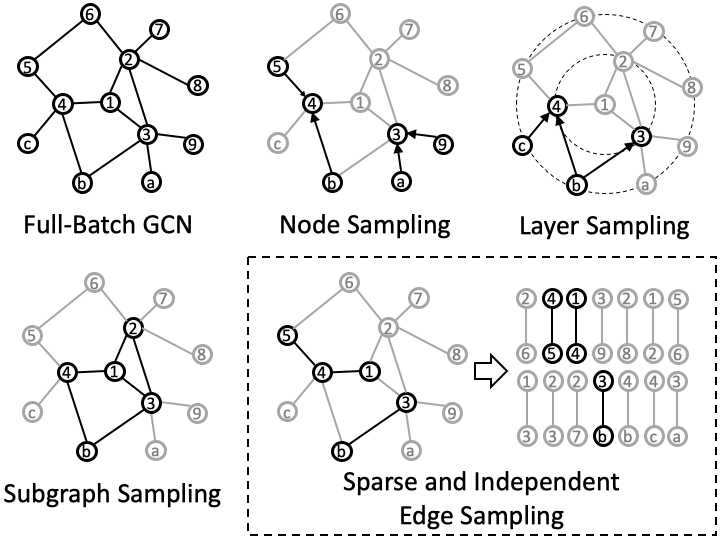 6
7
2
5
8
4
1
3
c
9
b
a
Full-Batch GCN
6
7
2
5
8
4
1
3
c
9
b
a
Node Sampling
6
7
2
5
8
4
1
3
c
9
b
a
Layer Sampling
6
7
2
5
8
4
1
3
c
9
b
a
Subgraph Sampling
6
7
2
5
8
4
1
3
c
9
b
a
2 4 1 3 2 1 5
6 5 4 9 8 2 6
1 2 2 3 4 4 3
3 3 7 b b c a
Sparse and Independent
Edge Sampling